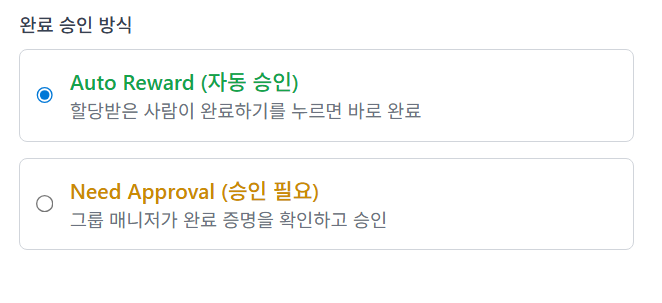 완료 승인 방식
Auto Reward (자동 승인)
할당받은 사람이 완료하기를 누르면 바로 완료
Need Approval (승인 필요)
그룹 매니저가 완료 증명을 확인하고 승인